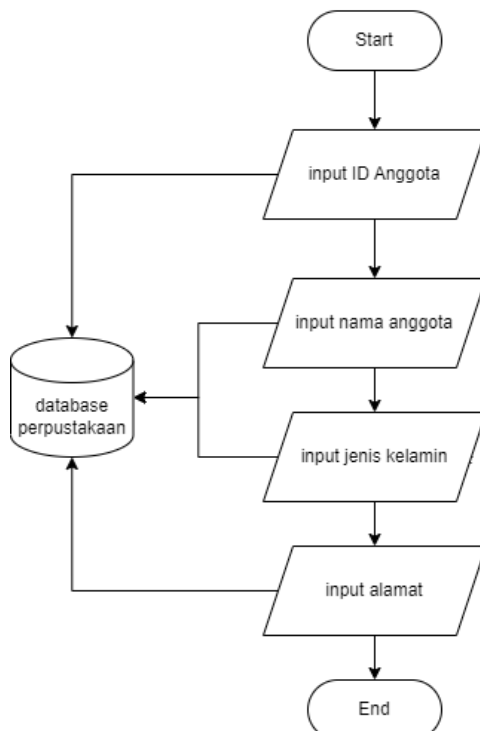 Start
input ID Anggota
input nama anggota
database
perpustakaan
input jenis kelamin
input alamat
End